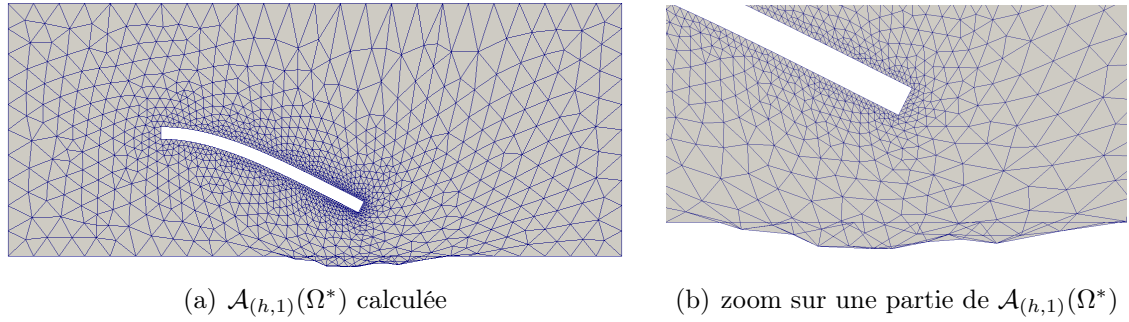 (a) $\mathcal{A}_{(h,1)}(\Omega^*)$ calculée
(b) zoom sur une partie de $\mathcal{A}_{(h,1)}(\Omega^*)$